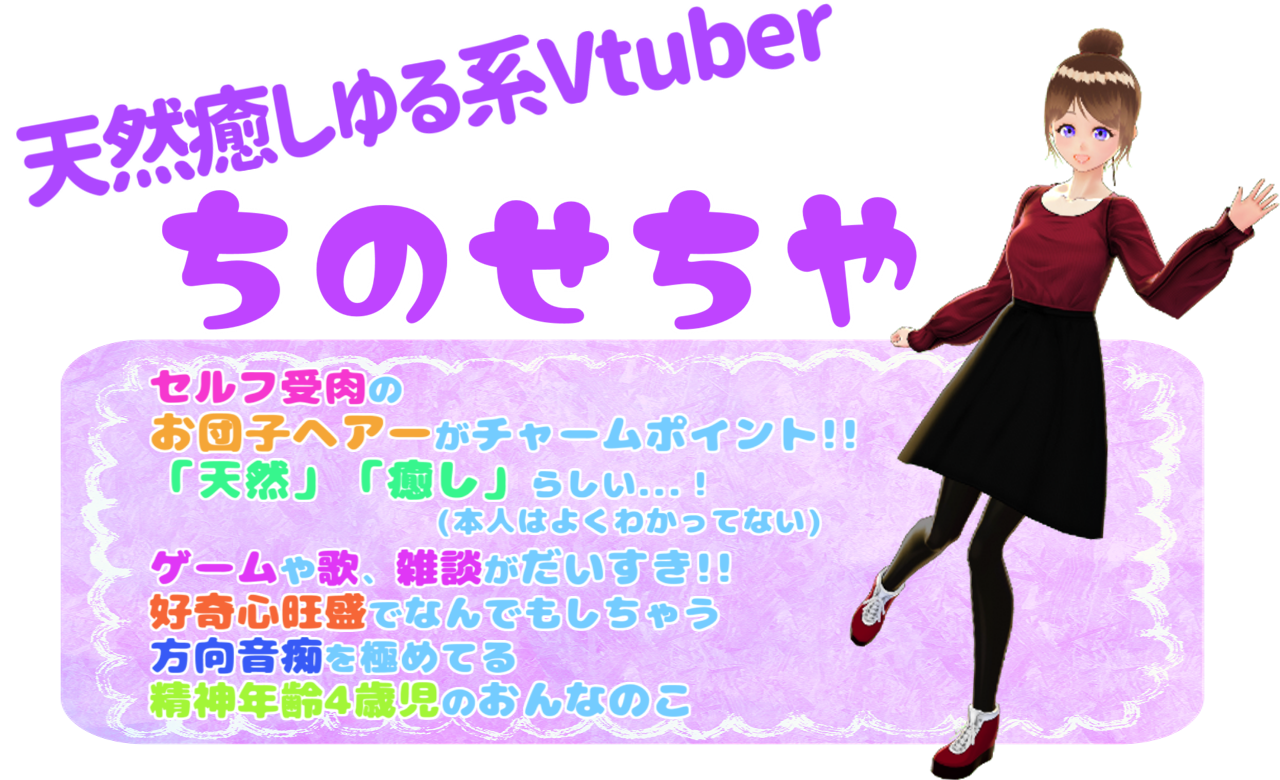 天然癒しゆる系Vtuber
ちのせちや
セルフ受肉の
お団子ヘアーがチャームポイント!!
「天然」「癒し」らしい...！
(本人はよくわかってない)
ゲームや歌、雑談がだいすき!!
好奇心旺盛でなんでもしちゃう
方向音痴を極めてる
精神年齢4歳児のおんなのこ